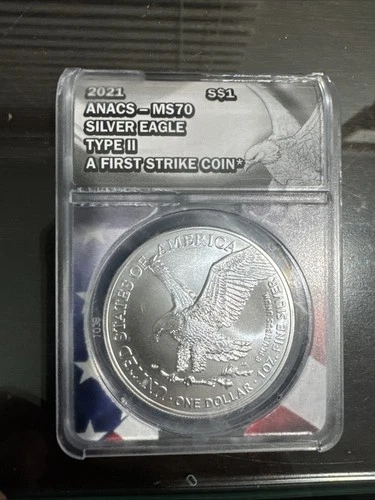 2021 S$1
ANACS – MS70
SILVER EAGLE
TYPE II
A FIRST STRIKE COIN*
UNITED STATES OF AMERICA
ONE DOLLAR · 1 OZ. FINE SILVER